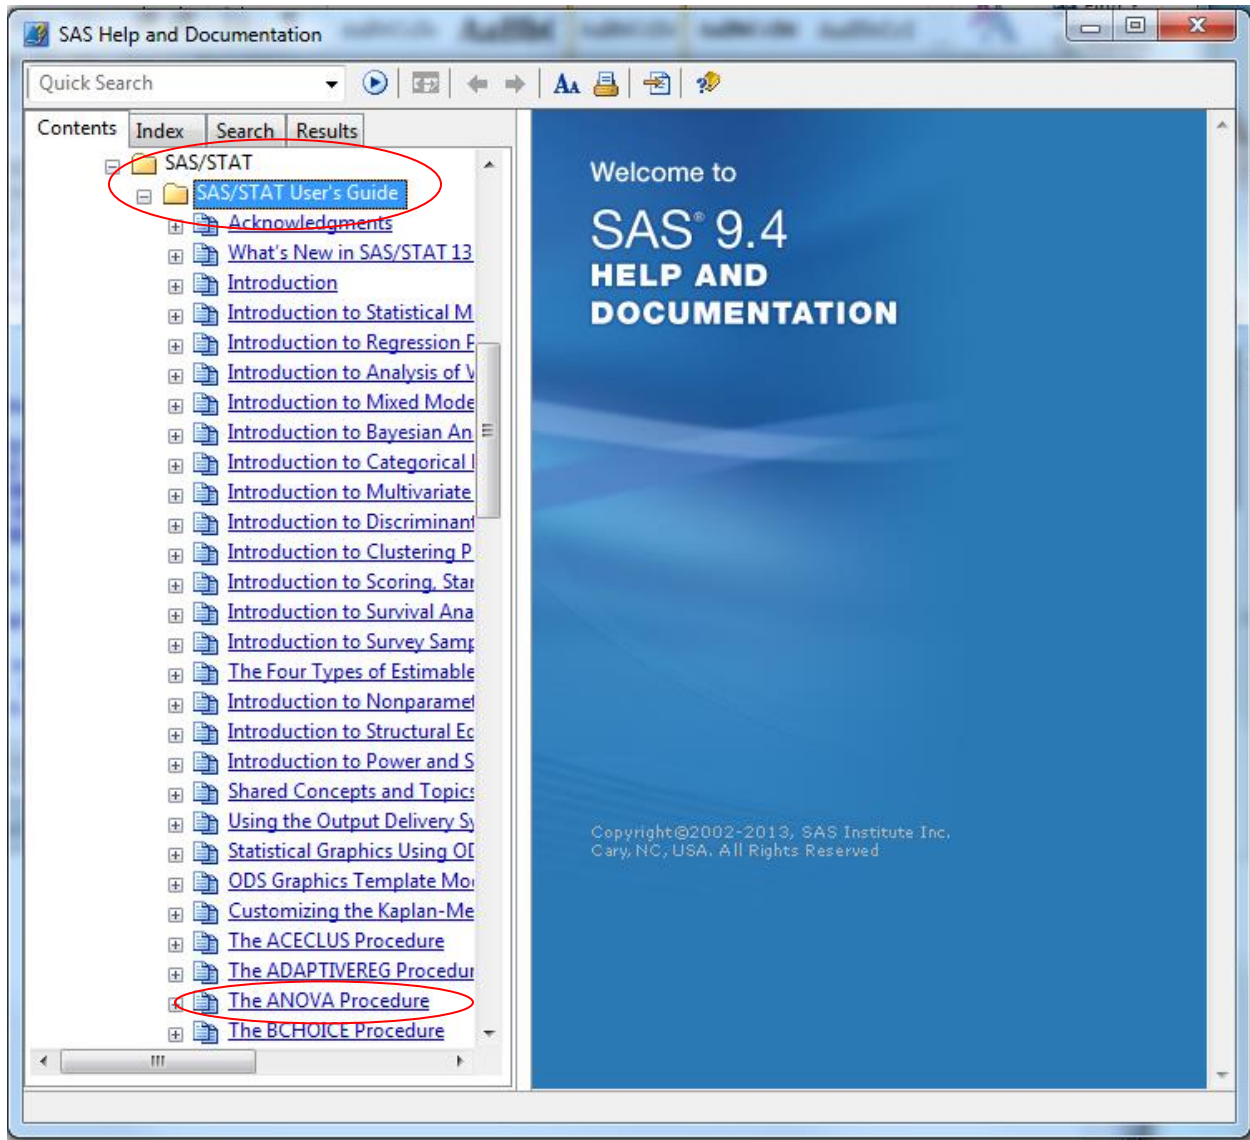 SAS Help and Documentation
Quick Search
Contents Index Search Results
SAS/STAT
SAS/STAT User's Guide
Acknowledgments
What's New in SAS/STAT 13
Introduction
Introduction to Statistical M
Introduction to Regression P
Introduction to Analysis of V
Introduction to Mixed Mode
Introduction to Bayesian An
Introduction to Categorical
Introduction to Multivariate
Introduction to Discriminant
Introduction to Clustering P
Introduction to Scoring, Star
Introduction to Survival Ana
Introduction to Survey Samp
The Four Types of Estimable
Introduction to Nonparamet
Introduction to Structural Eq
Introduction to Power and S
Shared Concepts and Topics
Using the Output Delivery Sy
Statistical Graphics Using OD
ODS Graphics Template Mo
Customizing the Kaplan-Me
The ACECLUS Procedure
The ADAPTIVEREG Procedur
The ANOVA Procedure
The BCHOICE Procedure
Welcome to
SAS® 9.4
HELP AND
DOCUMENTATION
Copyright©2002-2013, SAS Institute Inc.
Cary, NC, USA. All Rights Reserved